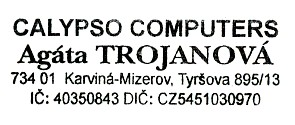 CALYPSO COMPUTERS
Agáta TROJANOVÁ
734 01 Karviná-Mizerov, Tyršova 895/13
IČ: 40350843 DIČ: CZ5451030970